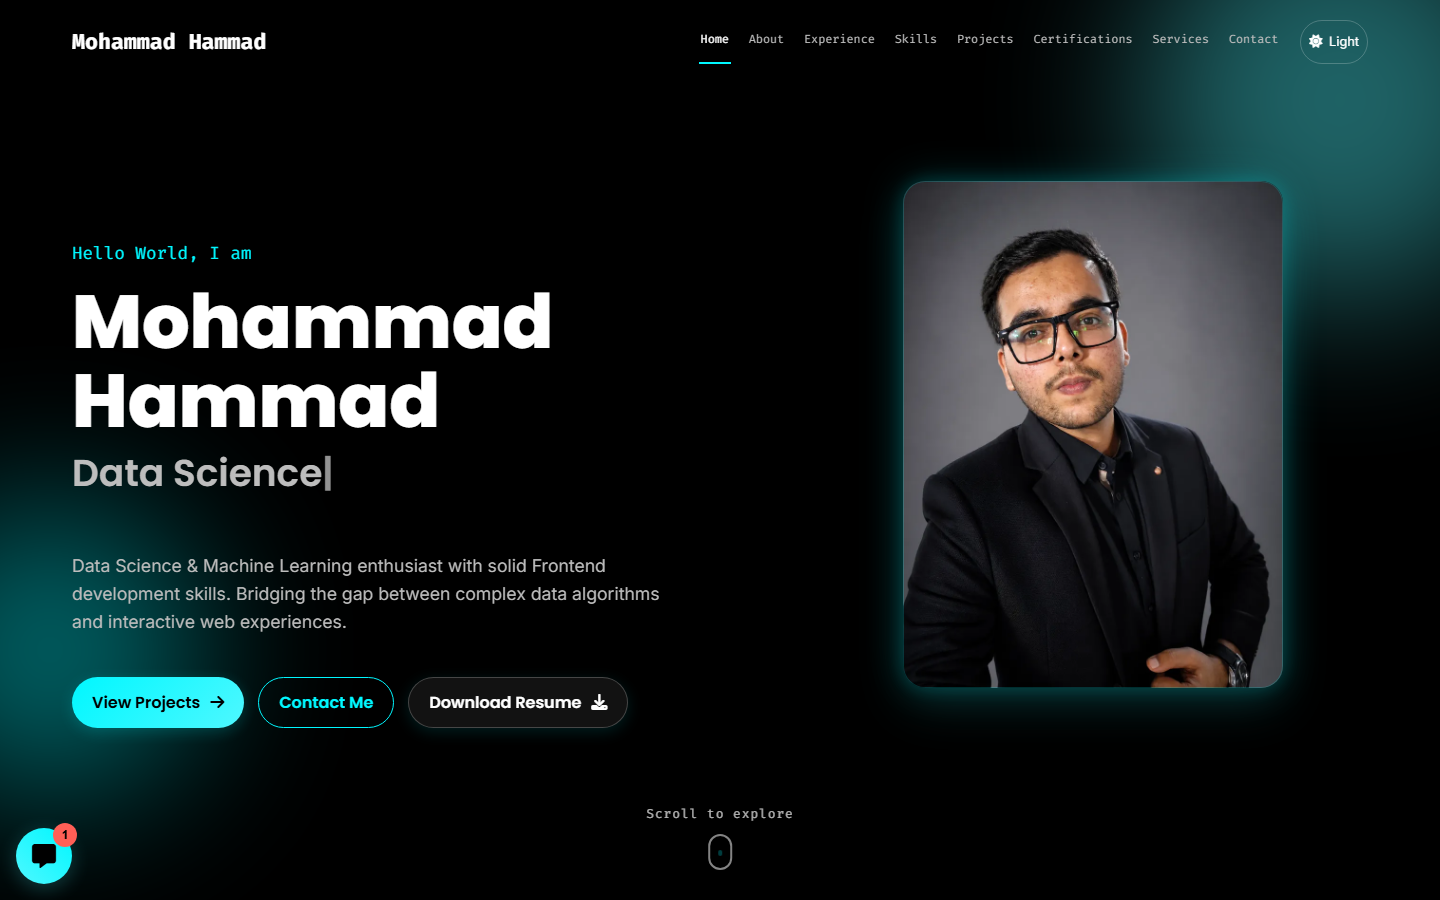 Mohammad Hammad
Home About Experience Skills Projects Certifications Services Contact Light
Hello World, I am
Mohammad
Hammad
Data Science|
Data Science & Machine Learning enthusiast with solid Frontend
development skills. Bridging the gap between complex data algorithms
and interactive web experiences.
View Projects Contact Me Download Resume
Scroll to explore
1